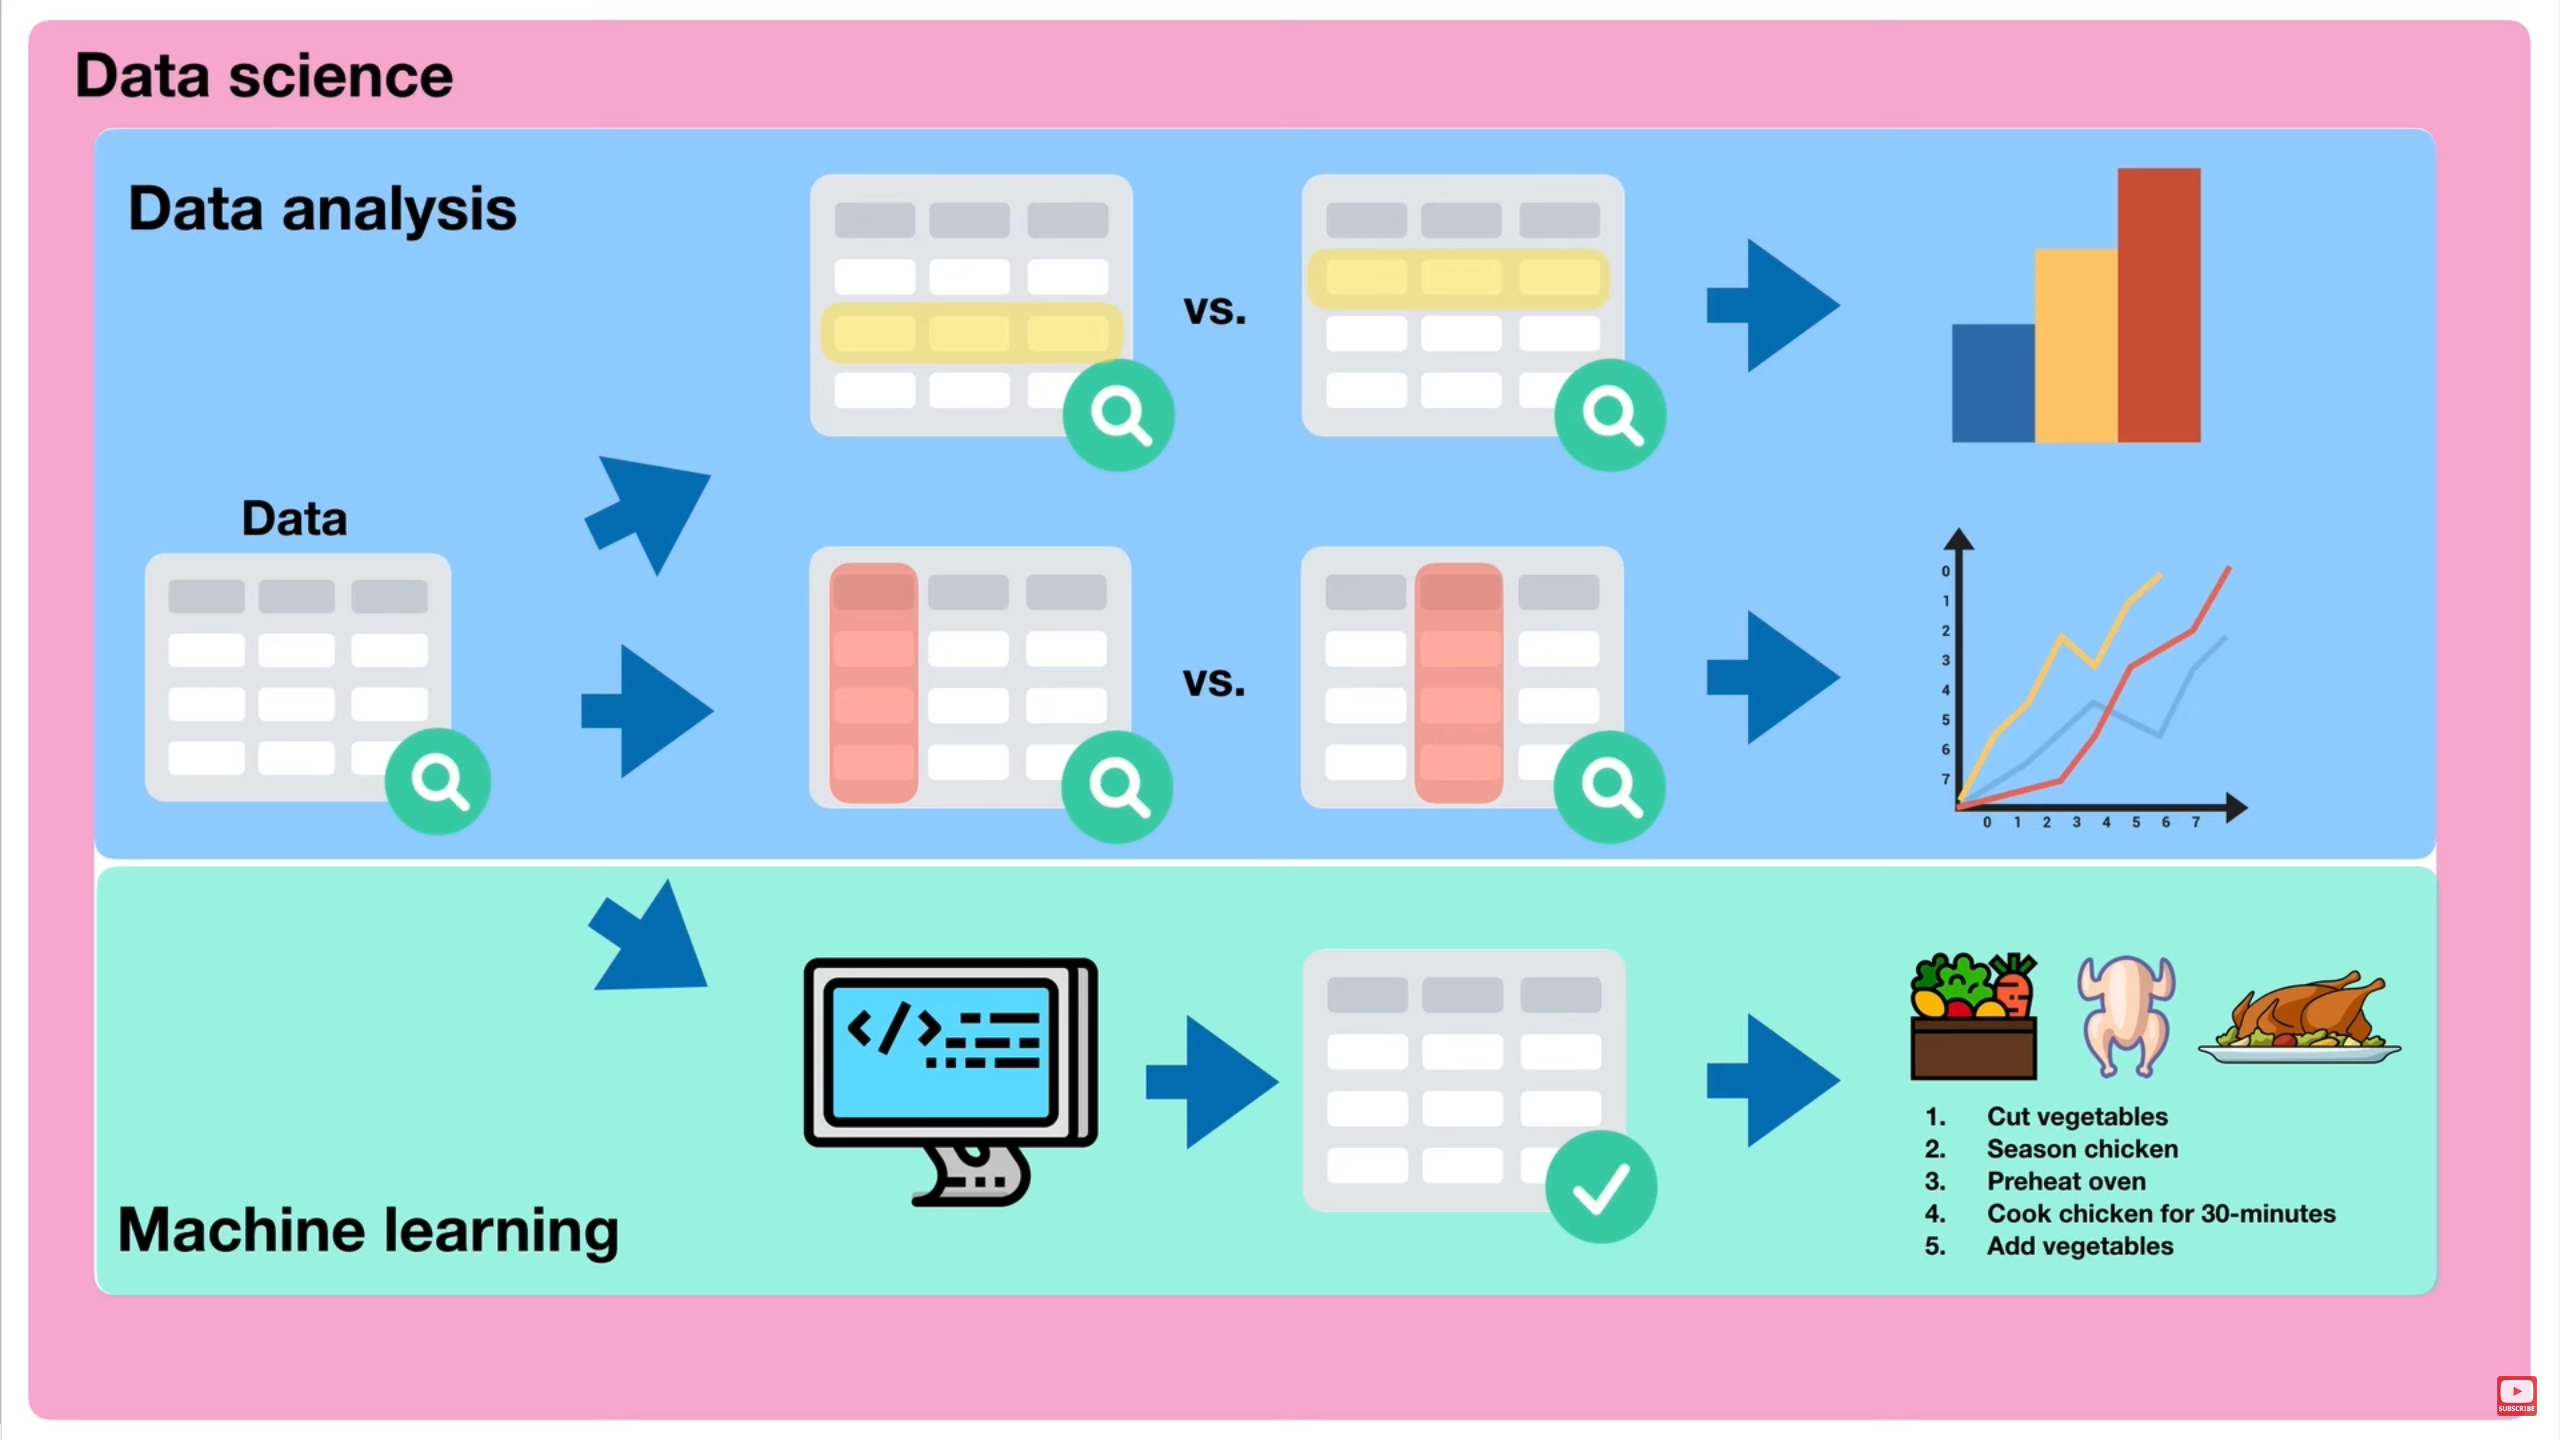 Data science
Data analysis
vs.
Data
vs.
0
1
2
3
4
5
6
7
0 1 2 3 4 5 6 7
</>
1. Cut vegetables
2. Season chicken
3. Preheat oven
4. Cook chicken for 30-minutes
5. Add vegetables
Machine learning
SUBSCRIBE